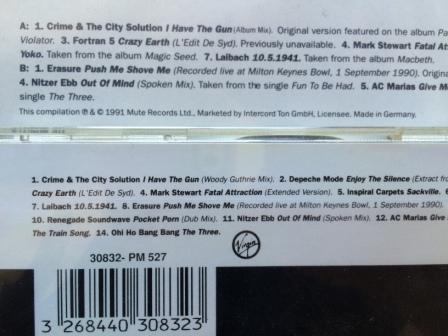 A: 1. Crime & The City Solution I Have The Gun (Album Mix). Original version featured on the album Pa
Violator. 3. Fortran 5 Crazy Earth (L'Edit De Syd). Previously unavailable. 4. Mark Stewart Fatal At
Yoko. Taken from the album Magic Seed. 7. Laibach 10.5.1941. Taken from the album Macbeth.
B: 1. Erasure Push Me Shove Me (Recorded live at Milton Keynes Bowl, 1 September 1990). Origina
4. Nitzer Ebb Out Of Mind (Spoken Mix). Taken from the single Fun To Be Had. 5. AC Marias Give M
single The Three.
This compilation ℗ & © 1991 Mute Records Ltd., Marketed by Intercord Ton GmbH, Licensee. Made in Germany.
1. Crime & The City Solution I Have The Gun (Woody Guthrie Mix). 2. Depeche Mode Enjoy The Silence (Extract fr
Crazy Earth (L'Edit De Syd). 4. Mark Stewart Fatal Attraction (Extended Version). 5. Inspiral Carpets Sackville. 6
7. Laibach 10.5.1941. 8. Erasure Push Me Shove Me (Recorded live at Milton Keynes Bowl, 1 September 1990).
10. Renegade Soundwave Pocket Porn (Dub Mix). 11. Nitzer Ebb Out Of Mind (Spoken Mix). 12. AC Marias Give
The Train Song. 14. Ohi Ho Bang Bang The Three.
Virgin
30832- PM 527
3 268440 308323